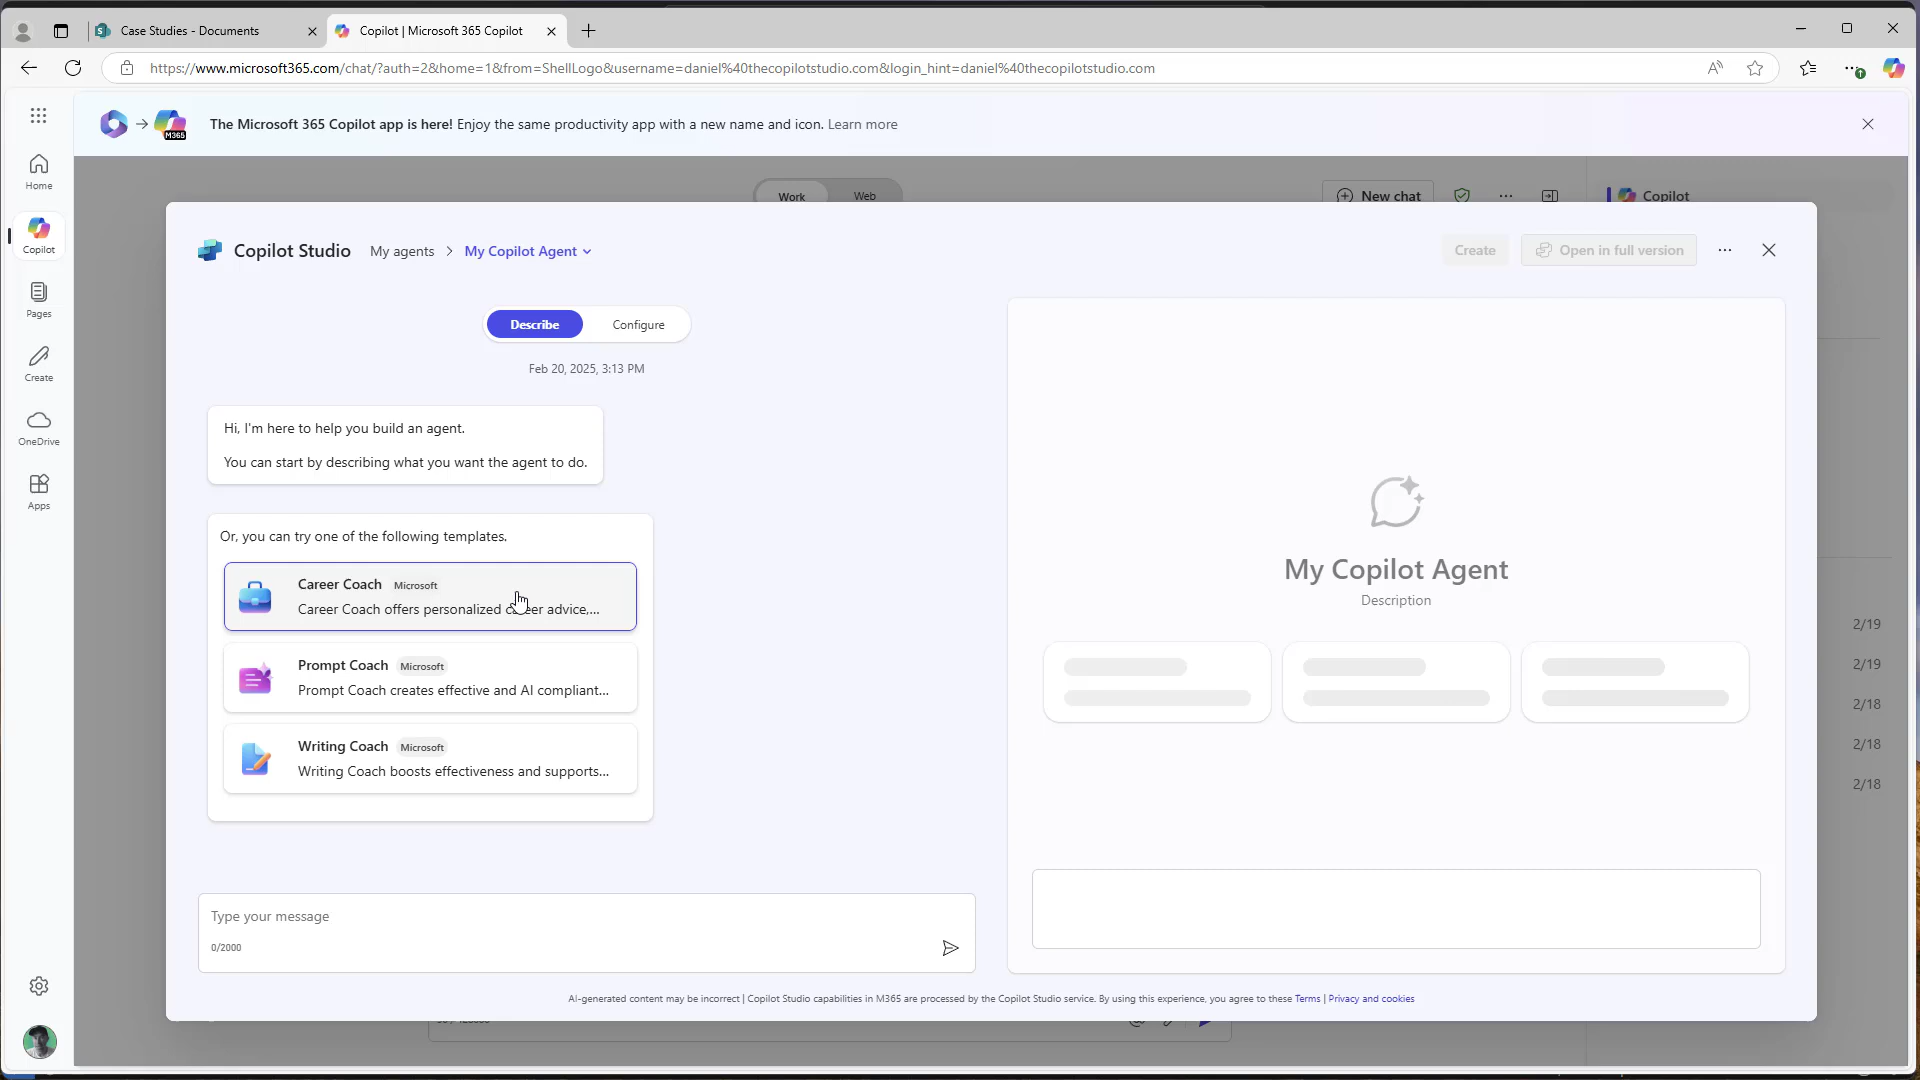 Case Studies - Documents
Copilot | Microsoft 365 Copilot
https://www.microsoft365.com/chat/?auth=2&home=1&from=ShellLogo&username=daniel%40thecopilotstudio.com&login_hint=daniel%40thecopilotstudio.com
M365
The Microsoft 365 Copilot app is here! Enjoy the same productivity app with a new name and icon. Learn more
Home
Copilot
Pages
Create
OneDrive
Apps
Work
Web
New chat
Copilot
Copilot Studio
My agents > My Copilot Agent
Create
Open in full version
Describe
Configure
Feb 20, 2025, 3:13 PM
Hi, I'm here to help you build an agent.
You can start by describing what you want the agent to do.
Or, you can try one of the following templates.
Career Coach Microsoft
Career Coach offers personalized career advice,...
Prompt Coach Microsoft
Prompt Coach creates effective and AI compliant...
Writing Coach Microsoft
Writing Coach boosts effectiveness and supports...
Type your message
0/2000
My Copilot Agent
Description
2/19
2/19
2/18
2/18
2/18
AI-generated content may be incorrect | Copilot Studio capabilities in M365 are processed by the Copilot Studio service. By using this experience, you agree to these Terms | Privacy and cookies